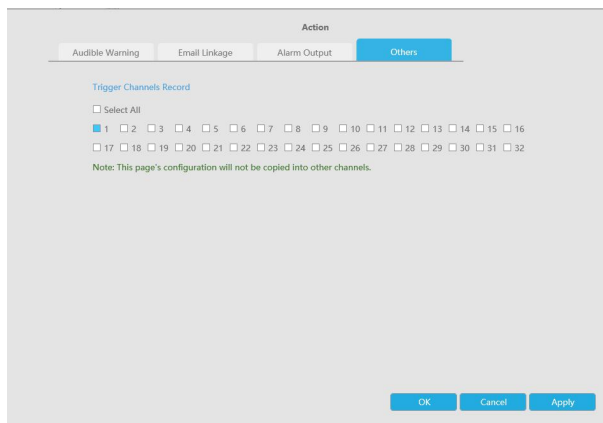 Action
Audible Warning Email Linkage Alarm Output Others
Trigger Channels Record
Select All
1 2 3 4 5 6 7 8 9 10 11 12 13 14 15 16
17 18 19 20 21 22 23 24 25 26 27 28 29 30 31 32
Note: This page's configuration will not be copied into other channels.
OK Cancel Apply